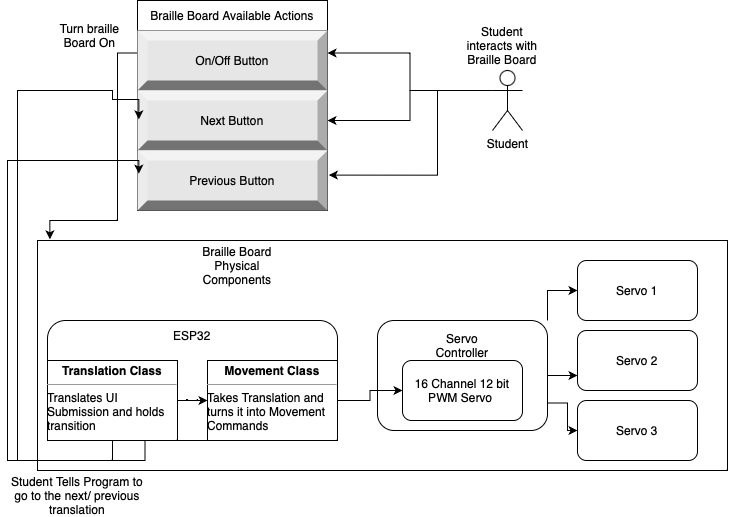 Braille Board Available Actions
Turn braille
Board On
On/Off Button
Next Button
Previous Button
Student
interacts with
Braille Board
Student
Braille Board
Physical
Components
ESP32
Translation Class
Translates UI
Submission and holds
transition
Movement Class
Takes Translation and
turns it into Movement
Commands
Servo
Controller
16 Channel 12 bit
PWM Servo
Servo 1
Servo 2
Servo 3
Student Tells Program to
go to the next/ previous
translation